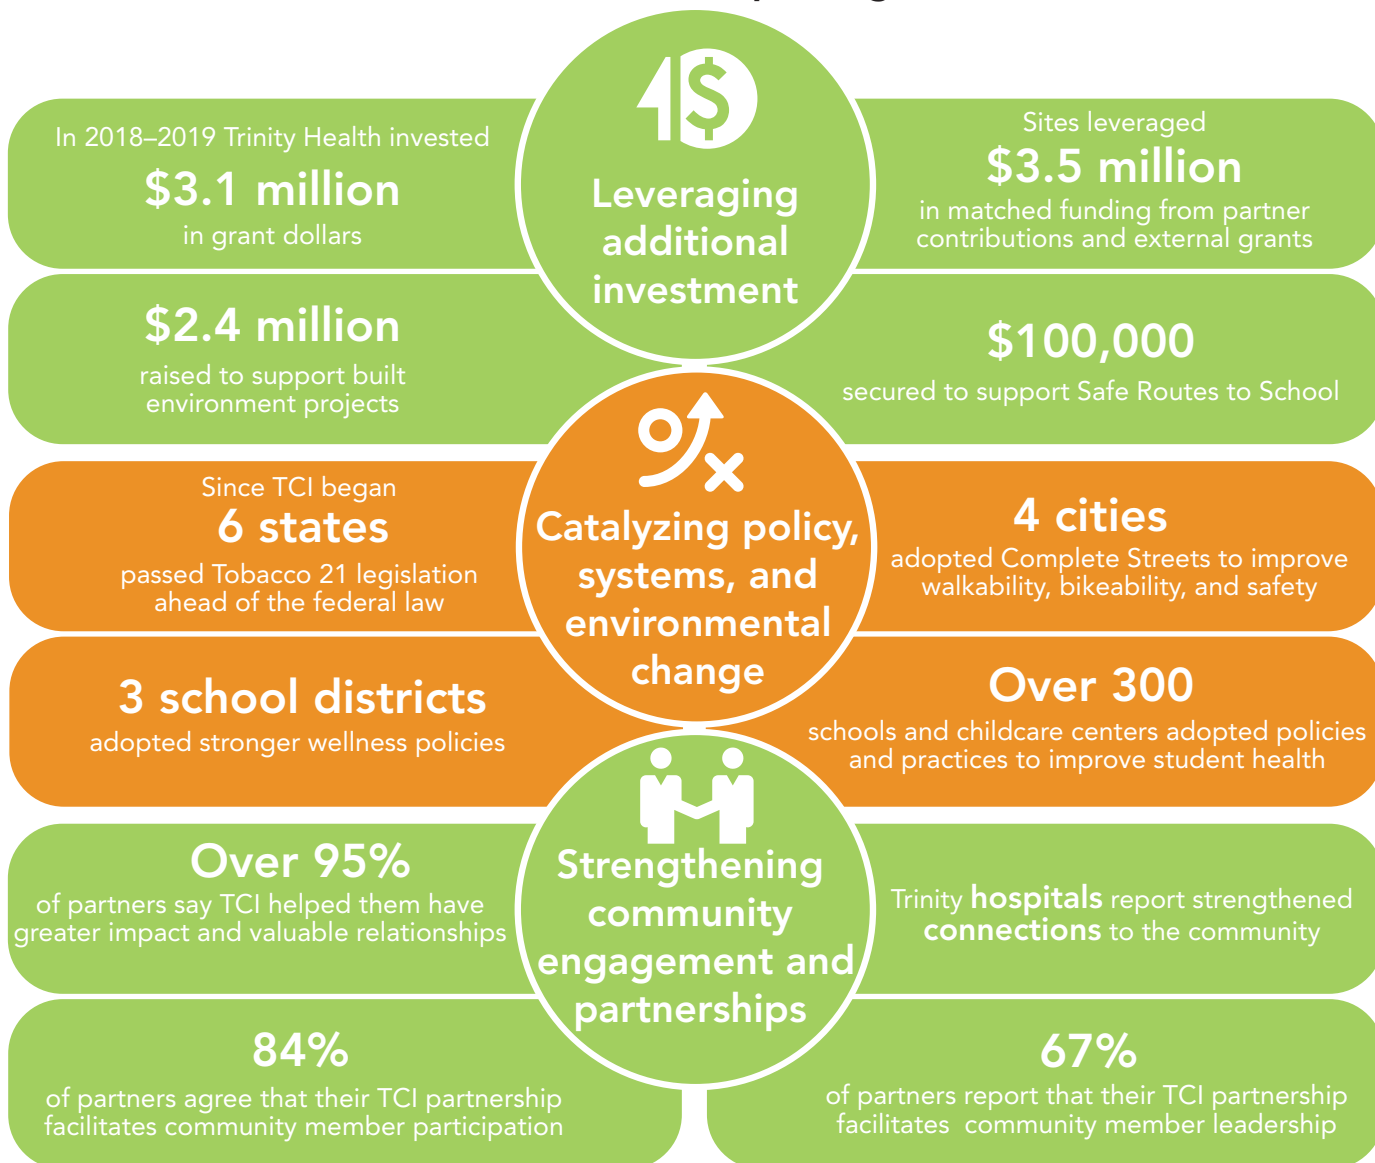 In 2018–2019 Trinity Health invested
$3.1 million
in grant dollars
Leveraging
additional
investment
Sites leveraged
$3.5 million
in matched funding from partner
contributions and external grants
$2.4 million
raised to support built
environment projects
$100,000
secured to support Safe Routes to School
Since TCI began
6 states
passed Tobacco 21 legislation
ahead of the federal law
Catalyzing policy,
systems, and
environmental
change
4 cities
adopted Complete Streets to improve
walkability, bikeability, and safety
3 school districts
adopted stronger wellness policies
Over 300
schools and childcare centers adopted policies
and practices to improve student health
Over 95%
of partners say TCI helped them have
greater impact and valuable relationships
Strengthening
community
engagement and
partnerships
Trinity hospitals report strengthened
connections to the community
84%
of partners agree that their TCI partnership
facilitates community member participation
67%
of partners report that their TCI partnership
facilitates  community member leadership